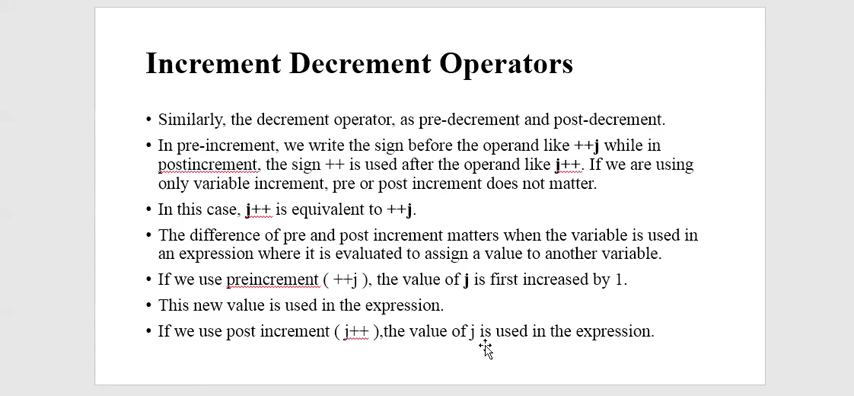 Increment Decrement Operators
• Similarly, the decrement operator, as pre-decrement and post-decrement.
• In pre-increment, we write the sign before the operand like ++j while in
postincrement, the sign ++ is used after the operand like j++. If we are using
only variable increment, pre or post increment does not matter.
• In this case, j++ is equivalent to ++j.
• The difference of pre and post increment matters when the variable is used in
an expression where it is evaluated to assign a value to another variable.
• If we use preincrement ( ++j ), the value of j is first increased by 1.
• This new value is used in the expression.
• If we use post increment ( j++ ),the value of j is used in the expression.